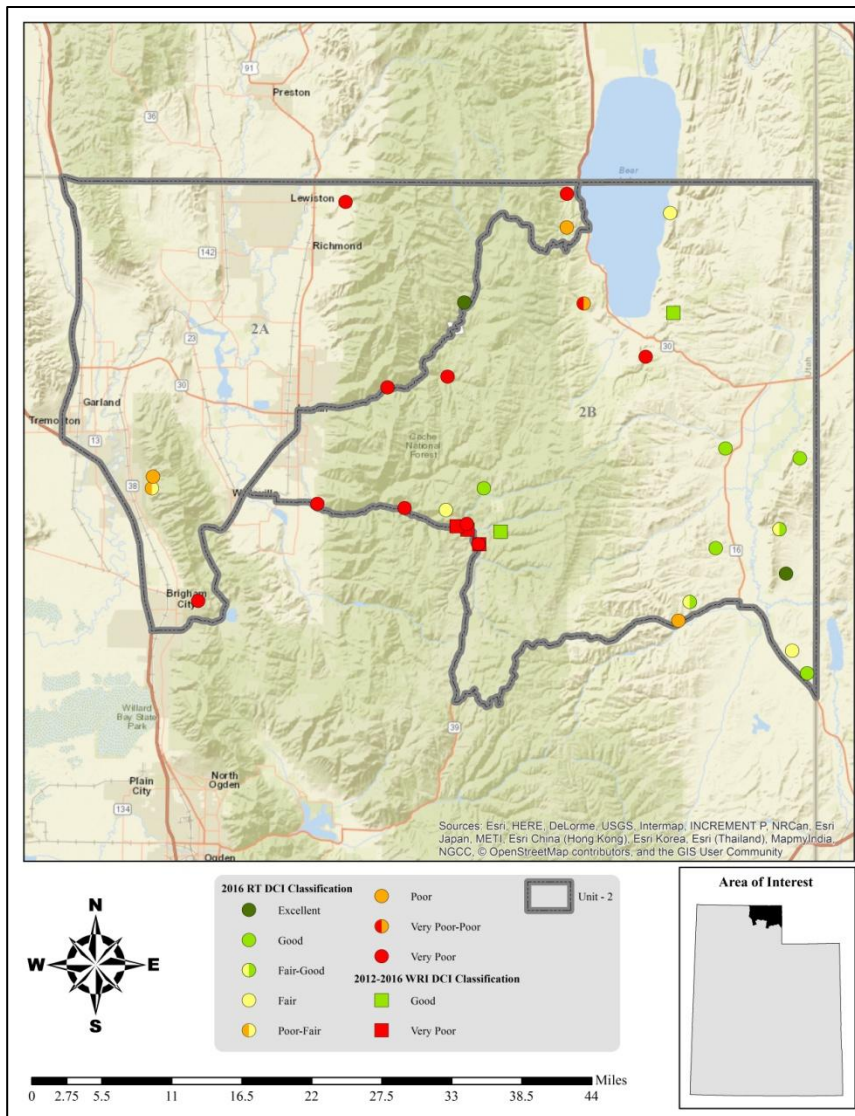 91
Preston
36
Bear
Lewiston
Richmond
142
2A
23
30
30
Utah
2B
Garland
Tremonton
13
Cache
National
Forest
38
16
Brigham
City
Willard
Bay State
Park
39
Plain
City
North
Ogden
134
Ogden
Sources: Esri, HERE, DeLorme, USGS, Intermap, INCREMENT P, NRCan, Esri
Japan, METI, Esri China (Hong Kong), Esri Korea, Esri (Thailand), MapmyIndia,
NGCC, © OpenStreetMap contributors, and the GIS User Community
2016 RT DCI Classification
Excellent
Good
Fair-Good
Fair
Poor-Fair
Poor
Very Poor-Poor
Very Poor
2012-2016 WRI DCI Classification
Good
Very Poor
Unit - 2
Area of Interest
N
W E
S
Miles
0 2.75 5.5 11 16.5 22 27.5 33 38.5 44